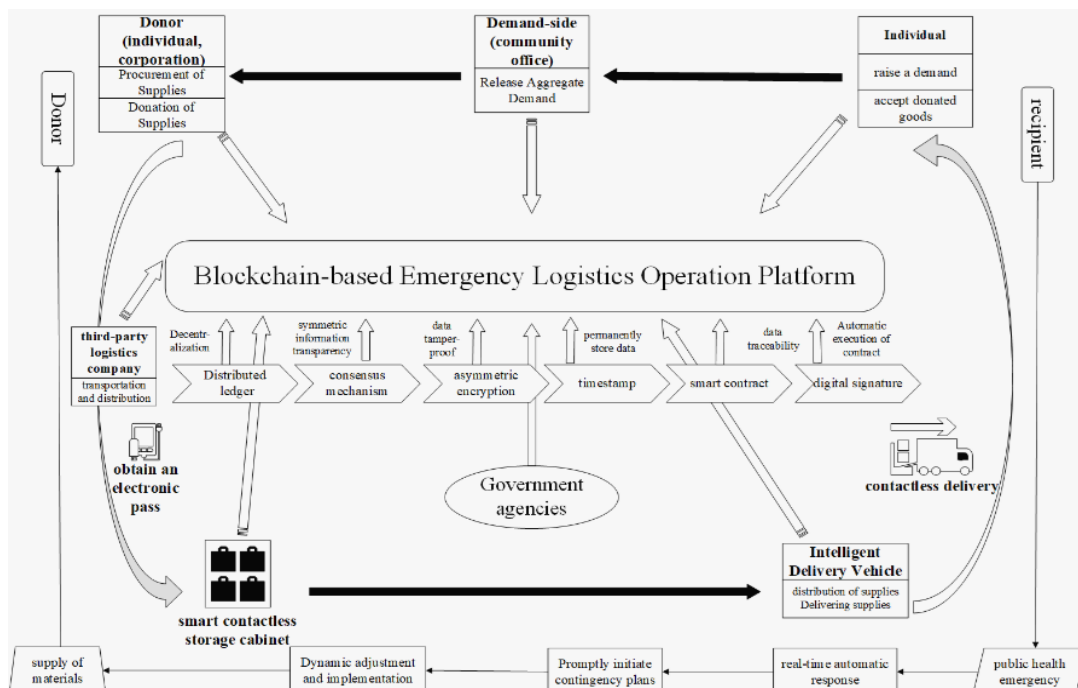 Donor
(individual,
corporation)
Procurement of
Supplies
Donation of
Supplies
Demand-side
(community
office)
Release Aggregate
Demand
Individual
raise a demand
accept donated
goods
Donor
recipient
Blockchain-based Emergency Logistics Operation Platform
third-party
logistics
company
transportation
and distribution
Decentr-
alization
symmetric
information
transparency
data
tamper-
proof
permanently
store data
data
traceability
Automatic
execution of
contract
Distributed
ledger
consensus
mechanism
asymmetric
encryption
timestamp
smart contract
digital signature
obtain an
electronic
pass
Government
agencies
contactless delivery
smart contactless
storage cabinet
Intelligent
Delivery Vehicle
distribution of supplies
Delivering supplies
supply of
materials
Dynamic adjustment
and implementation
Promptly initiate
contingency plans
real-time automatic
response
public health
emergency